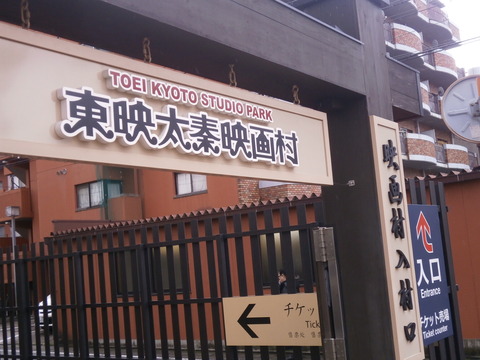 TOEI KYOTO STUDIO PARK
東映太秦映画村
映画村入村口
入口
Entrance
チケット売場
Ticket counter
チケッ
Tick